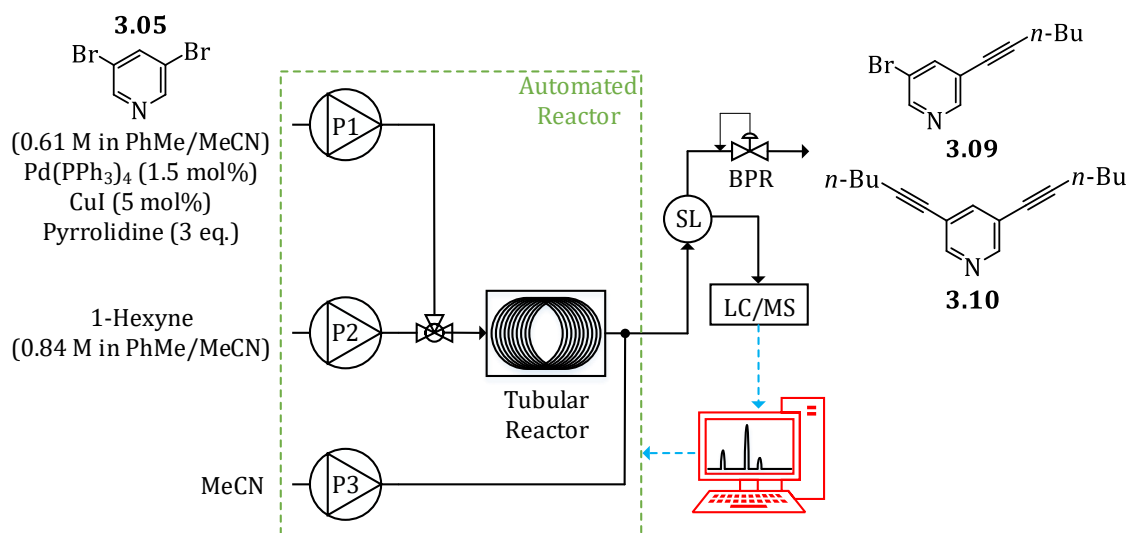 3.05
Br
Br
N
(0.61 M in PhMe/MeCN)
Pd(PPh3)4 (1.5 mol%)
CuI (5 mol%)
Pyrrolidine (3 eq.)
1-Hexyne
(0.84 M in PhMe/MeCN)
MeCN
Automated
Reactor
P1
P2
P3
Tubular
Reactor
BPR
SL
LC/MS
n-Bu
Br
N
3.09
n-Bu
n-Bu
N
3.10